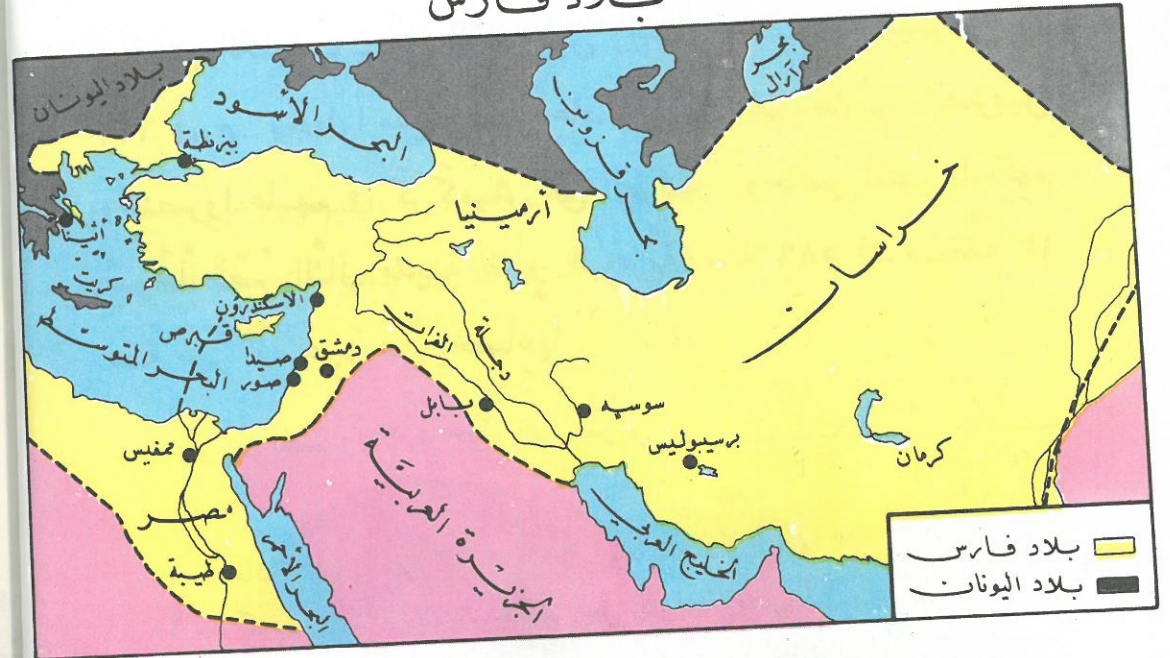 بلاد فارس
بلاد اليونان
البحر الأسود
بحر آرال
بحر قزوين
بيزنطة
أثينا
كريت
أرمينيا
خراسان
الاسكندرون
قبرص
البحر المتوسط
صيدا
صور
دمشق
الفرات
دجلة
بابل
سوسيه
برسيبوليس
كرمان
ممفيس
مصر
طيبة
البحر الأحمر
الجزيرة العربية
الخليج العربي
بلاد فارس
بلاد اليونان